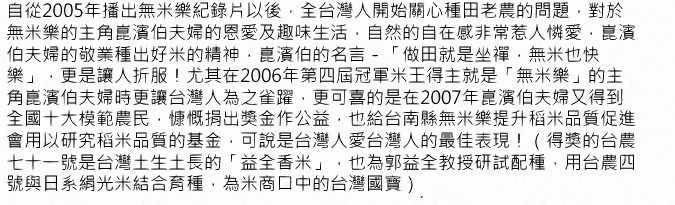 自從2005年播出無米樂紀錄片以後，全台灣人開始關心種田老農的問題，對於
無米樂的主角崑濱伯夫婦的恩愛及趣味生活，自然的自在感非常惹人憐愛，崑濱
伯夫婦的敬業種出好米的精神，崑濱伯的名言－「做田就是坐禪，無米也快
樂」，更是讓人折服！尤其在2006年第四屆冠軍米王得主就是「無米樂」的主
角崑濱伯夫婦時更讓台灣人為之雀躍，更可喜的是在2007年崑濱伯夫婦又得到
全國十大模範農民，慷慨捐出獎金作公益，也給台南縣無米樂提升稻米品質促進
會用以研究稻米品質的基金，可說是台灣人愛台灣人的最佳表現！（得獎的台農
七十一號是台灣土生土長的「益全香米」，也為郭益全教授研試配種，用台農四
號與日系絹光米結合育種，為米商口中的台灣國寶）